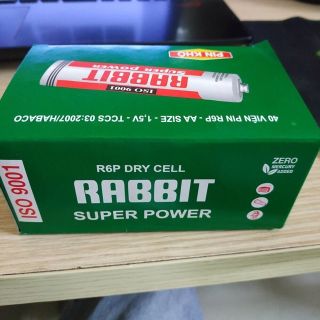 PIN KHÔ
RABBIT
SUPER POWER
ISO 9001
40 VIÊN PIN R6P - AA SIZE - 1,5V - TCCS 03:2007/HABACO
R6P DRY CELL
RABBIT
SUPER POWER
ISO 9001
ZERO
MERCURY
ADDED